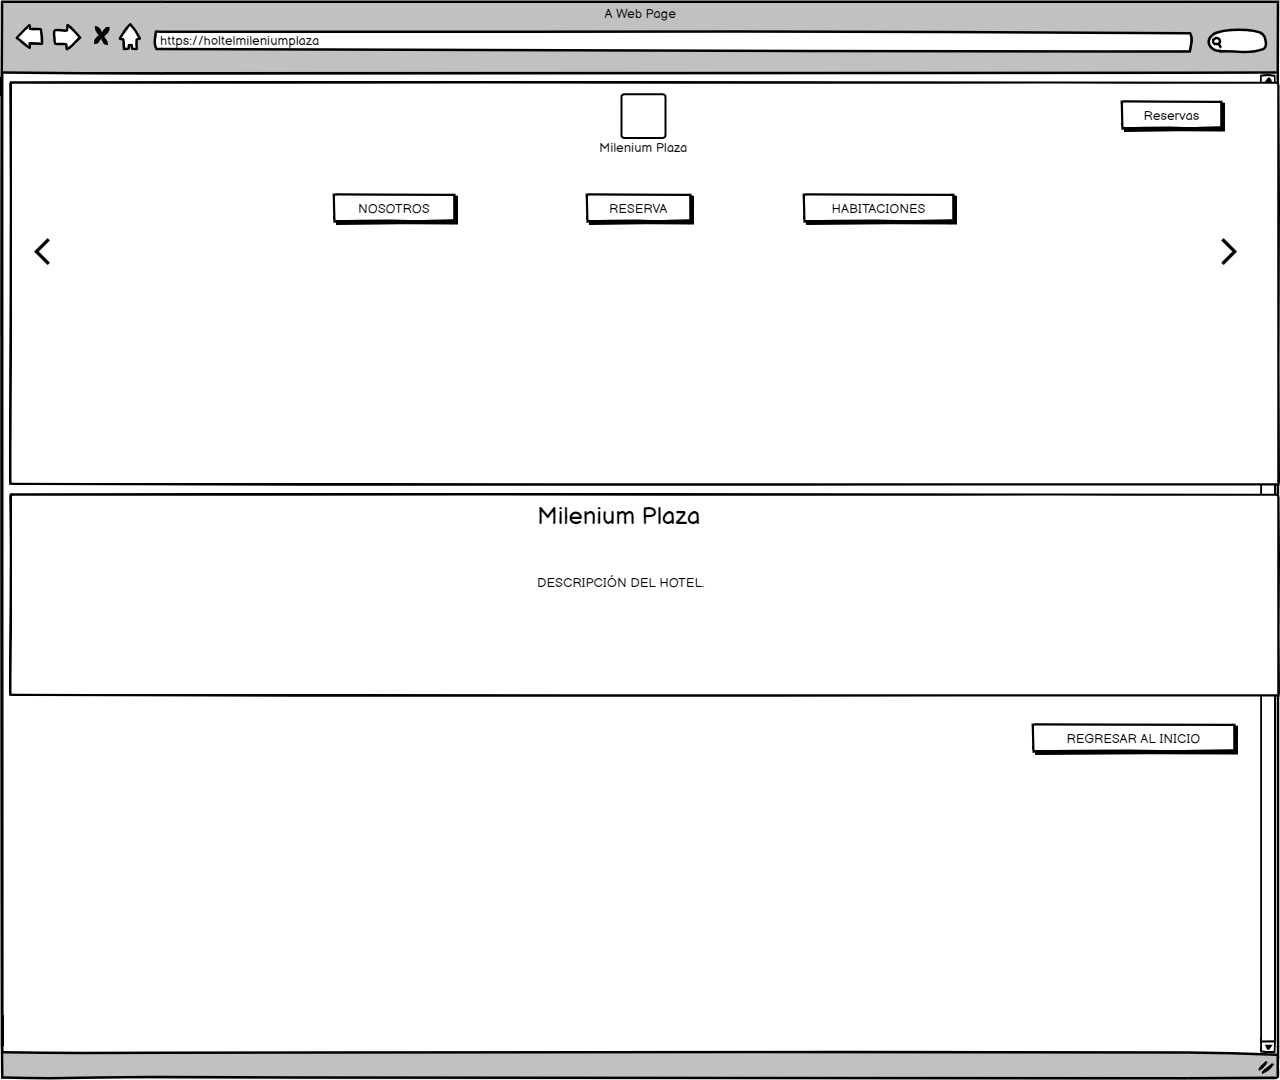 A Web Page
https://holtelmileniumplaza
Reservas
Milenium Plaza
NOSOTROS
RESERVA
HABITACIONES
Milenium Plaza
DESCRIPCIÓN DEL HOTEL.
REGRESAR AL INICIO